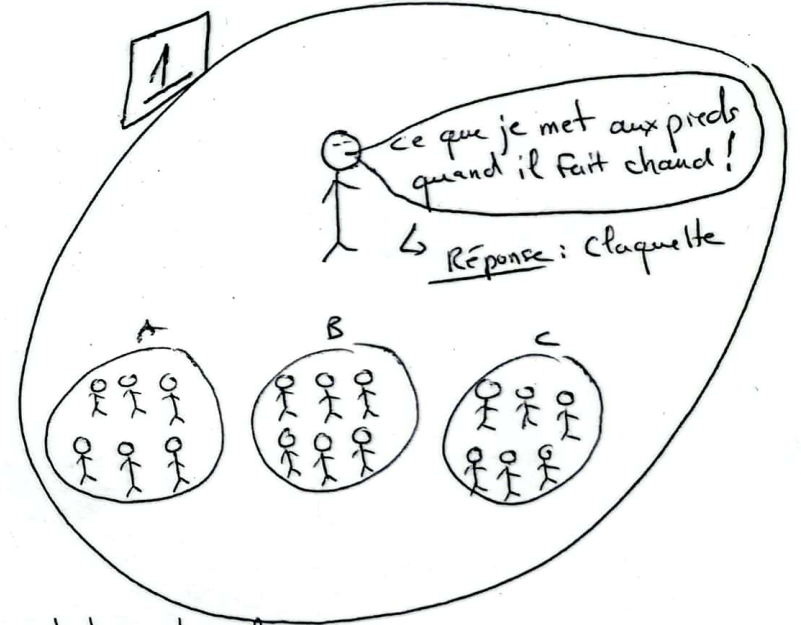 1
ce que je met aux pieds
quand il fait chaud !
↳ Réponse : Claquette
A
B
C